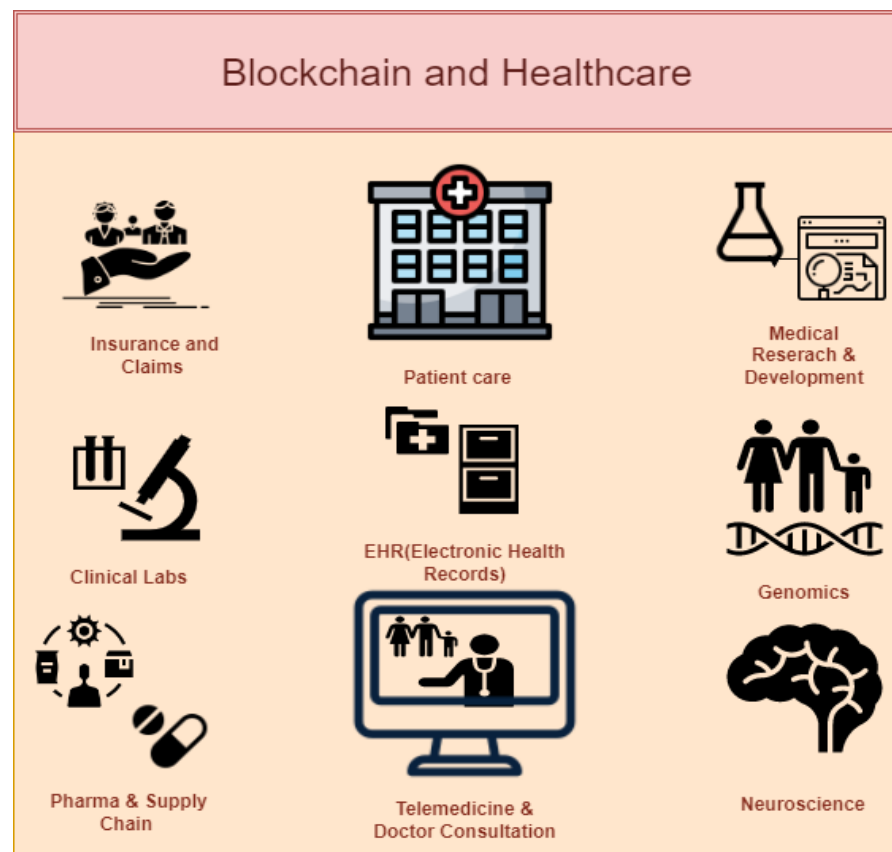 Blockchain and Healthcare
Insurance and
Claims
Patient care
Medical
Reserach &
Development
Clinical Labs
EHR(Electronic Health
Records)
Genomics
Pharma & Supply
Chain
Telemedicine &
Doctor Consultation
Neuroscience